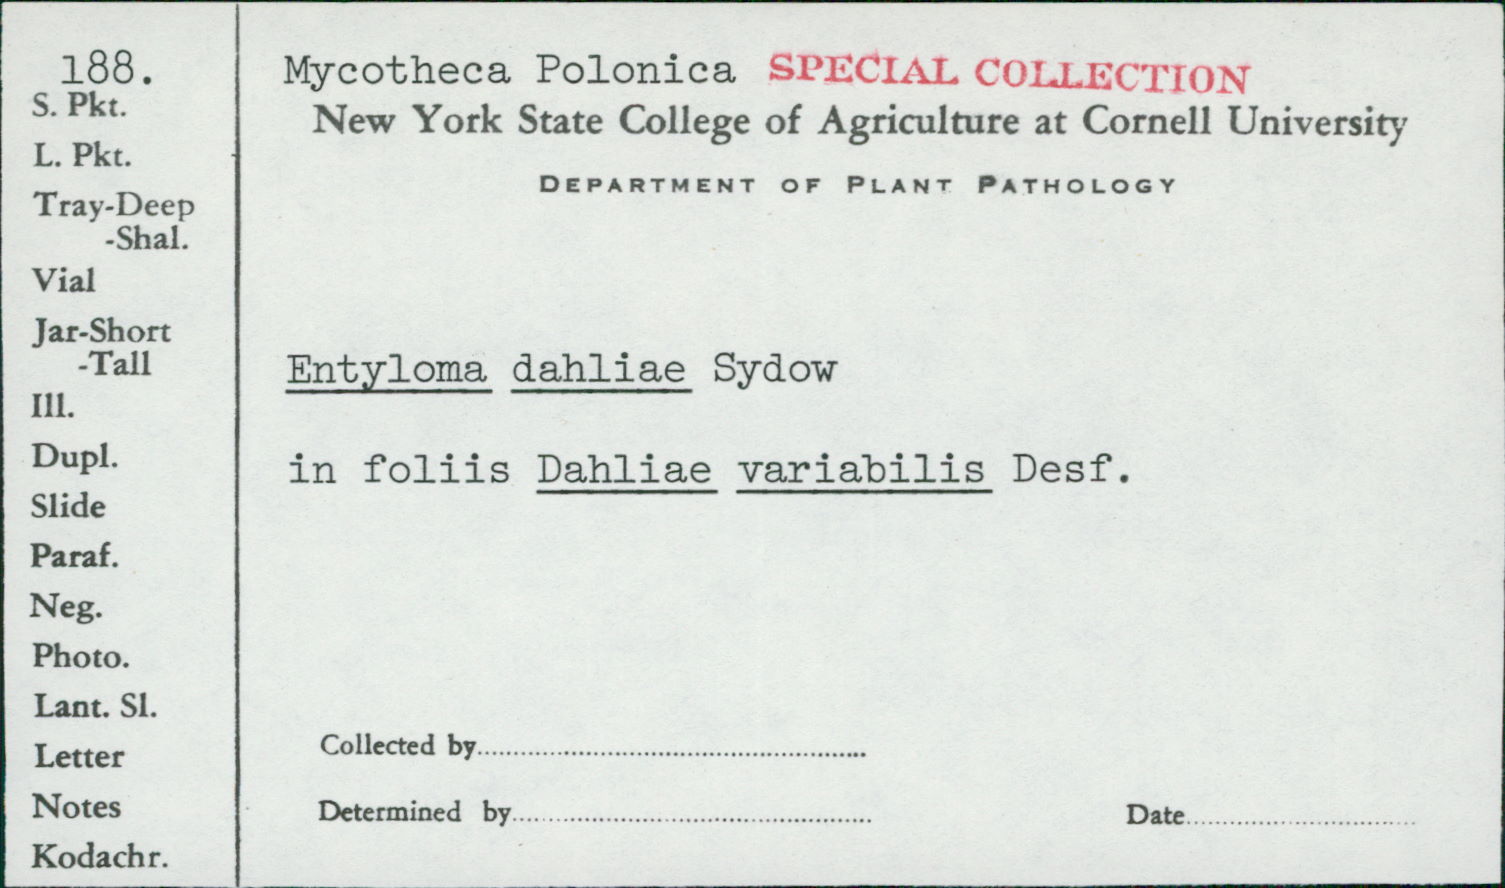 188.
S. Pkt.
L. Pkt.
Tray-Deep
-Shal.
Vial
Jar-Short
-Tall
Ill.
Dupl.
Slide
Paraf.
Neg.
Photo.
Lant. Sl.
Letter
Notes
Kodachr.
Mycotheca Polonica SPECIAL COLLECTION
New York State College of Agriculture at Cornell University
DEPARTMENT OF PLANT PATHOLOGY
Entyloma dahliae Sydow
in foliis Dahliae variabilis Desf.
Collected by
Determined by Date